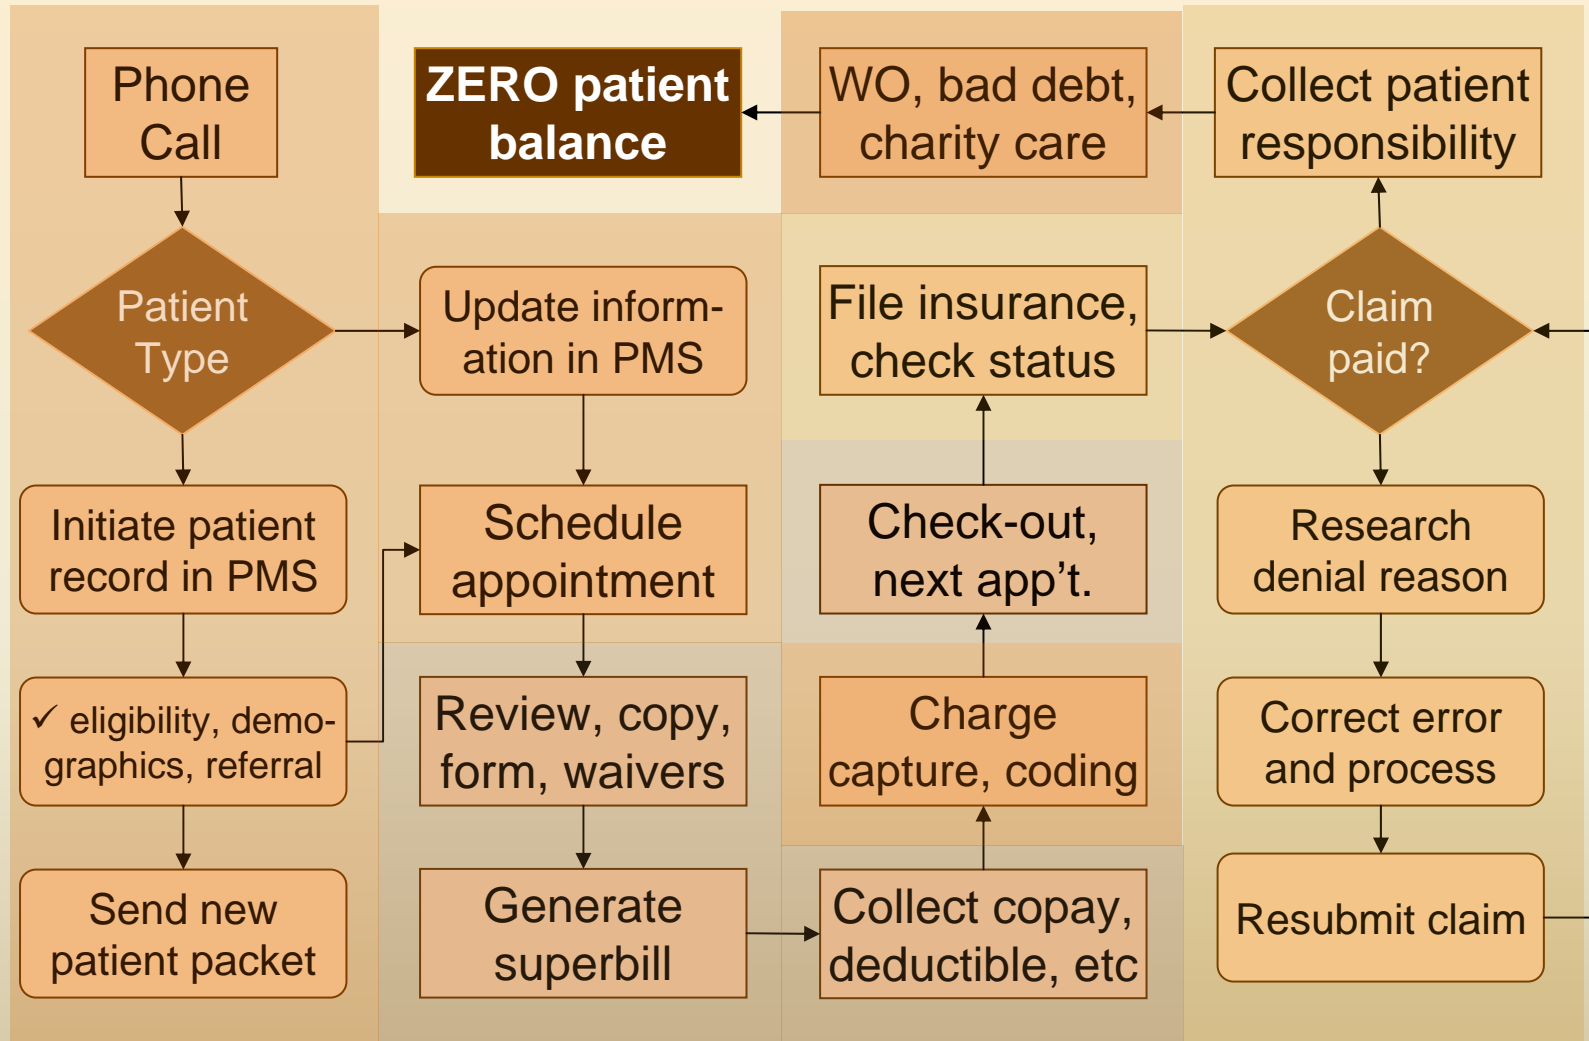 Phone
Call
ZERO patient
balance
WO, bad debt,
charity care
Collect patient
responsibility
Patient
Type
Update inform-
ation in PMS
File insurance,
check status
Claim
paid?
Initiate patient
record in PMS
Schedule
appointment
Check-out,
next app’t.
Research
denial reason
✓ eligibility, demo-
graphics, referral
Review, copy,
form, waivers
Charge
capture, coding
Correct error
and process
Send new
patient packet
Generate
superbill
Collect copay,
deductible, etc
Resubmit claim